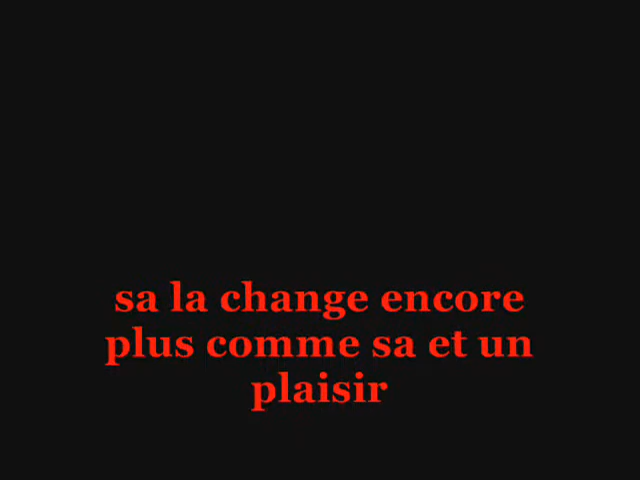 sa la change encore
plus comme sa et un
plaisir